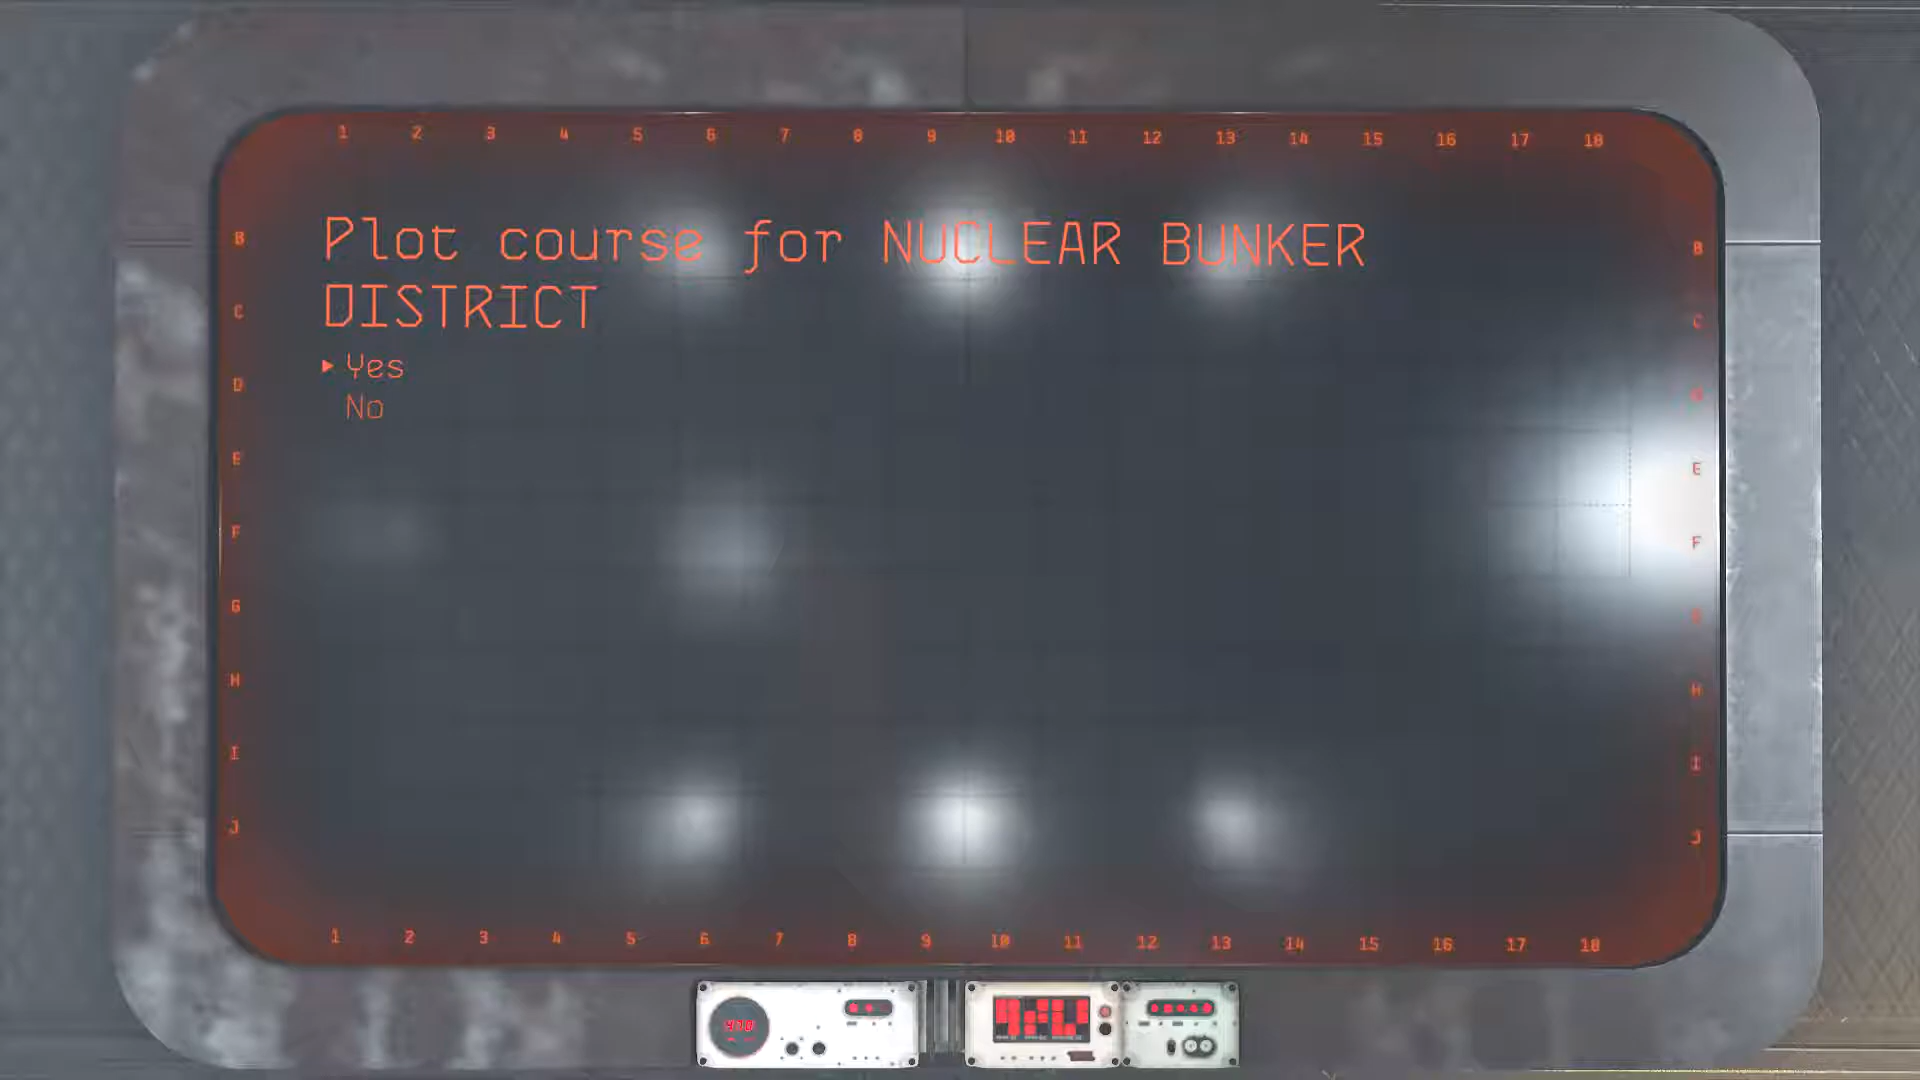 1 2 3 4 5 6 7 8 9 10 11 12 13 14 15 16 17 18
Plot course for NUCLEAR BUNKER
DISTRICT
▸ Yes
No
B B
C C
D D
E E
F F
G G
H H
I I
J J
1 2 3 4 5 6 7 8 9 10 11 12 13 14 15 16 17 18